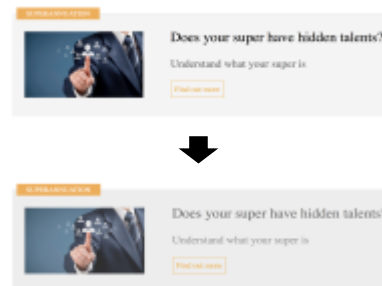 SUPERANNUATION
Does your super have hidden talents?
Understand what your super is
Find out more
SUPERANNUATION
Does your super have hidden talents?
Understand what your super is
Find out more